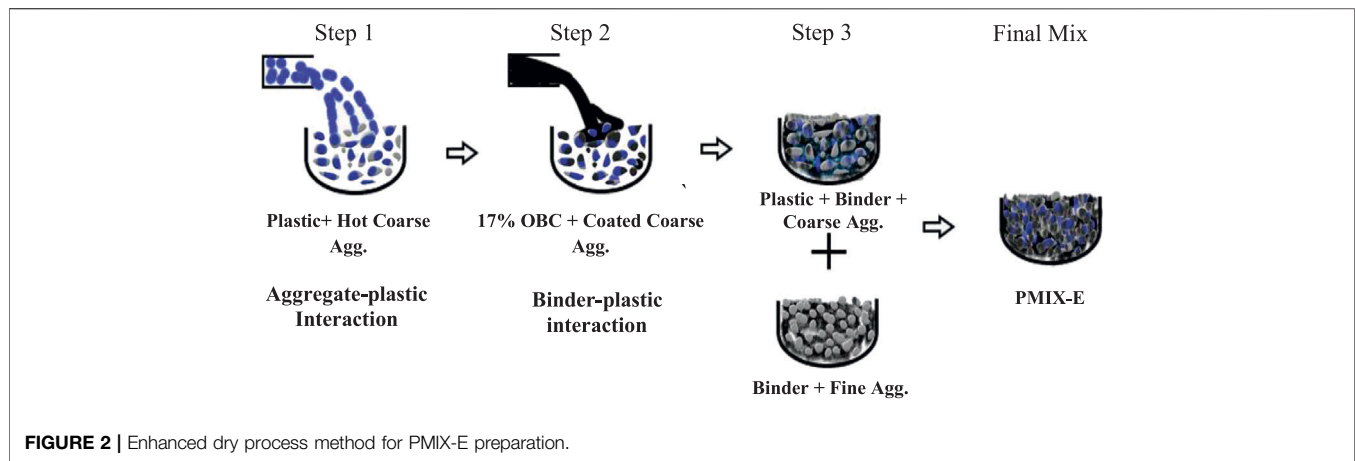 Step 1
Step 2
Step 3
Final Mix
Plastic+ Hot Coarse
Agg.
17% OBC + Coated Coarse
Agg.
Plastic + Binder +
Coarse Agg.
+
Aggregate-plastic
Interaction
Binder-plastic
interaction
PMIX-E
Binder + Fine Agg.
FIGURE 2 | Enhanced dry process method for PMIX-E preparation.